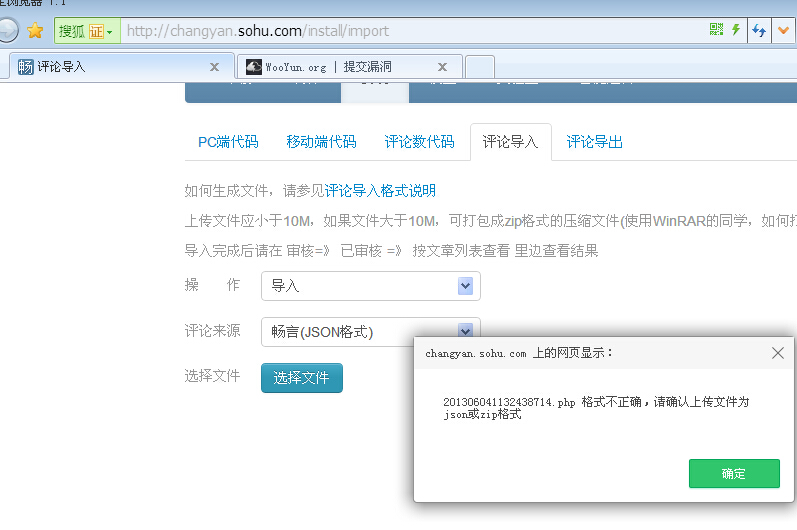 搜狐 证
http://changyan.sohu.com/install/import
评论导入
WooYun.org | 提交漏洞
PC端代码 移动端代码 评论数代码 评论导入 评论导出
如何生成文件，请参见评论导入格式说明
上传文件应小于10M，如果文件大于10M，可打包成zip格式的压缩文件(使用WinRAR的同学，如何打
导入完成后请在 审核=》 已审核 =》 按文章列表查看 里边查看结果
操 作 导入
评论来源 畅言(JSON格式)
选择文件 选择文件
changyan.sohu.com 上的网页显示：
201306041132438714.php 格式不正确，请确认上传文件为
json或zip格式
确定